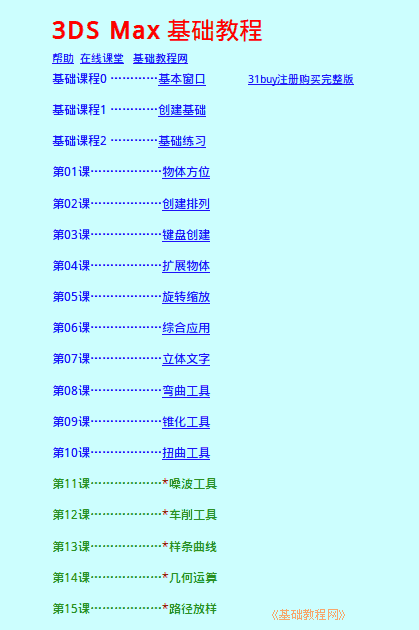 3DS Max 基础教程
帮助 在线课堂 基础教程网
基础课程0 …………基本窗口 31buy注册购买完整版
基础课程1 …………创建基础
基础课程2 …………基础练习
第01课………………物体方位
第02课………………创建排列
第03课………………键盘创建
第04课………………扩展物体
第05课………………旋转缩放
第06课………………综合应用
第07课………………立体文字
第08课………………弯曲工具
第09课………………锥化工具
第10课………………扭曲工具
第11课………………*噪波工具
第12课………………*车削工具
第13课………………*样条曲线
第14课………………*几何运算
第15课………………*路径放样
《基础教程网》